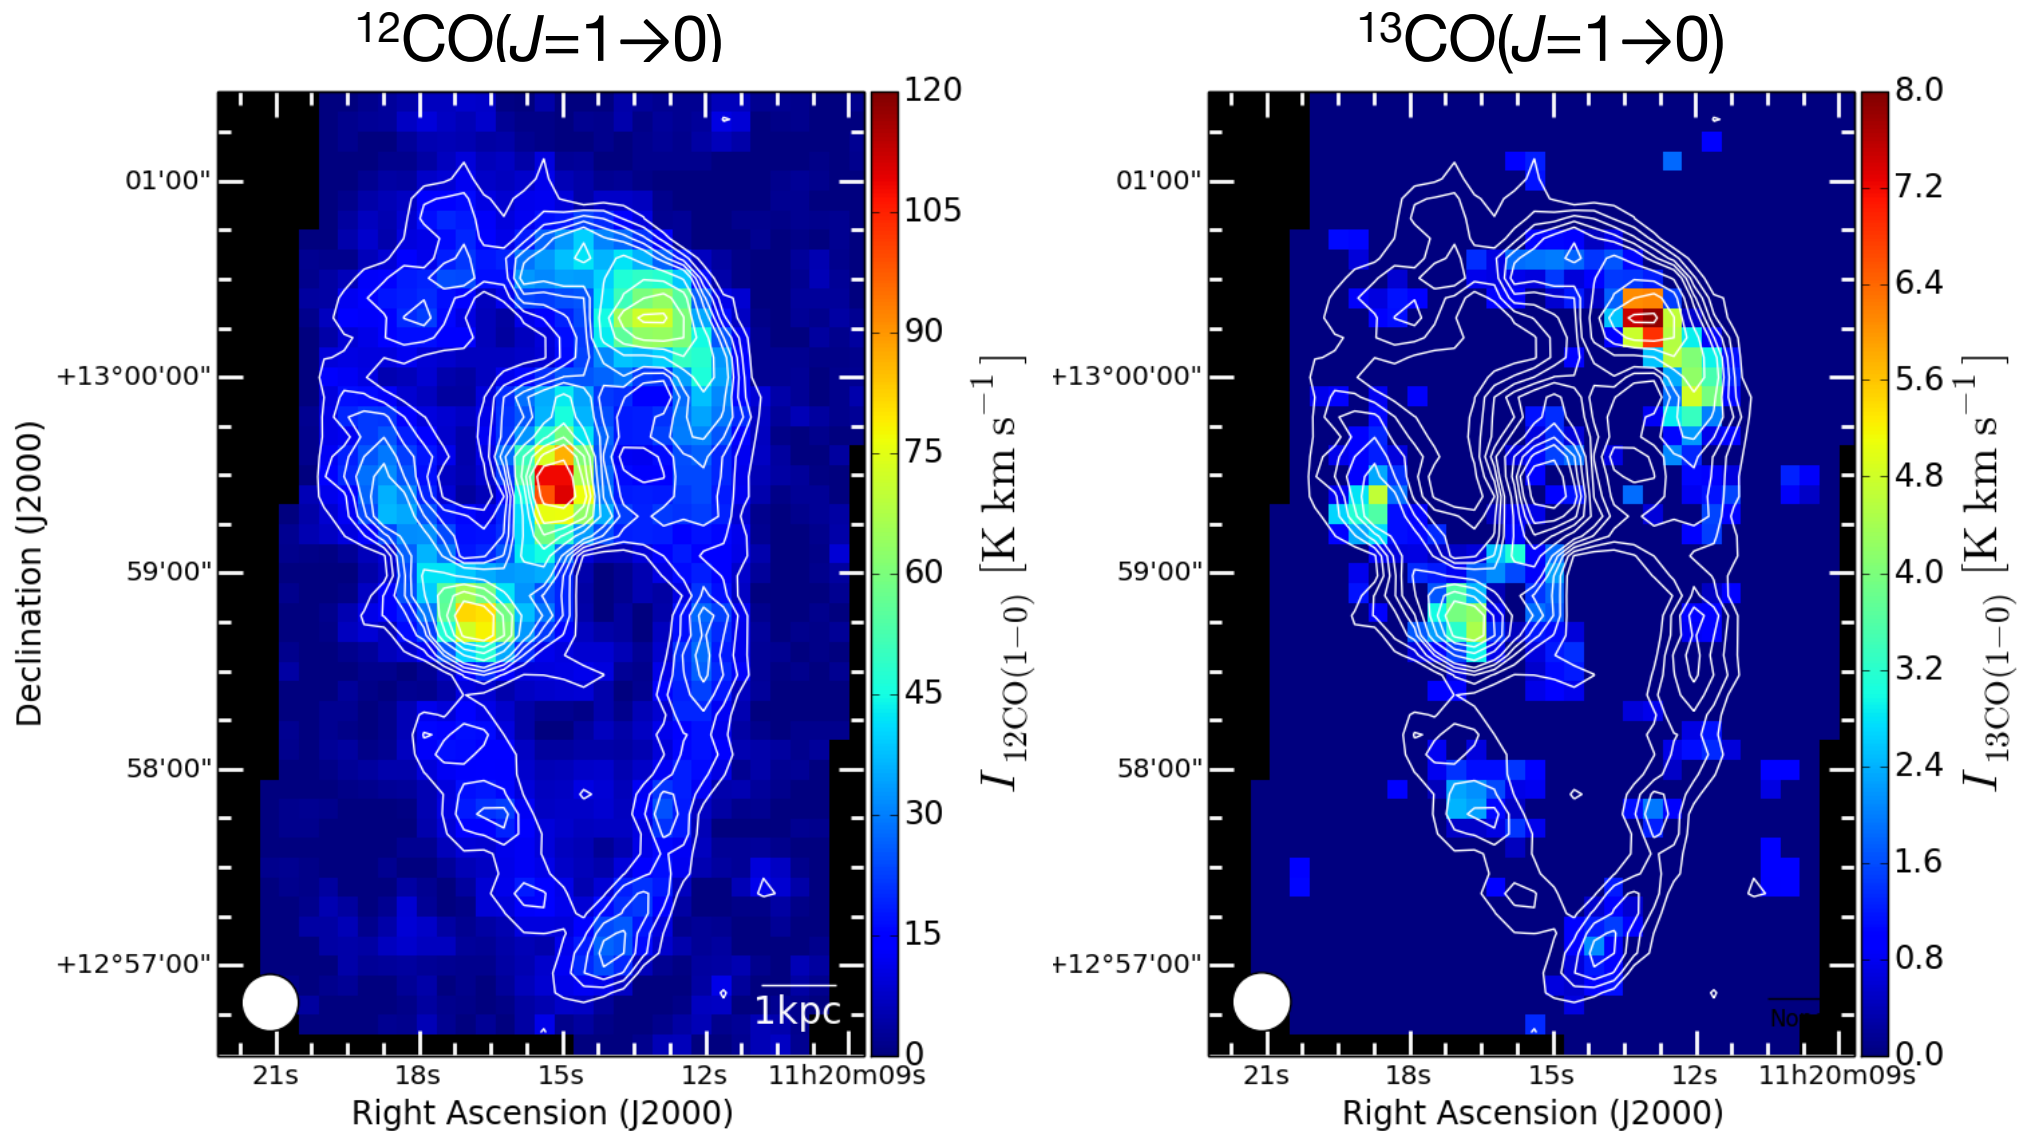 ¹²CO(J=1→0)
120
105
90
75
60
45
30
15
0
I₁₂CO(1−0) [K km s⁻¹]
01'00"
+13°00'00"
59'00"
58'00"
+12°57'00"
Declination (J2000)
1kpc
21s 18s 15s 12s 11h20m09s
Right Ascension (J2000)
¹³CO(J=1→0)
8.0
7.2
6.4
5.6
4.8
4.0
3.2
2.4
1.6
0.8
0.0
I₁₃CO(1−0) [K km s⁻¹]
01'00"
+13°00'00"
59'00"
58'00"
+12°57'00"
No
21s 18s 15s 12s 11h20m09s
Right Ascension (J2000)